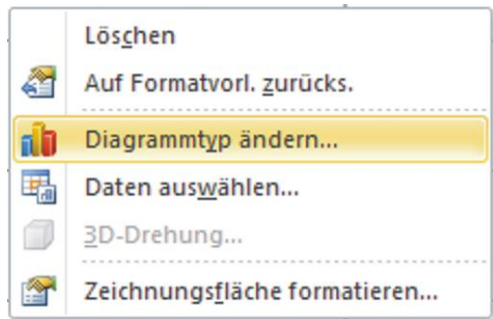 Löschen
Auf Formatvorl. zurücks.
Diagrammtyp ändern...
Daten auswählen...
3D-Drehung...
Zeichnungsfläche formatieren...